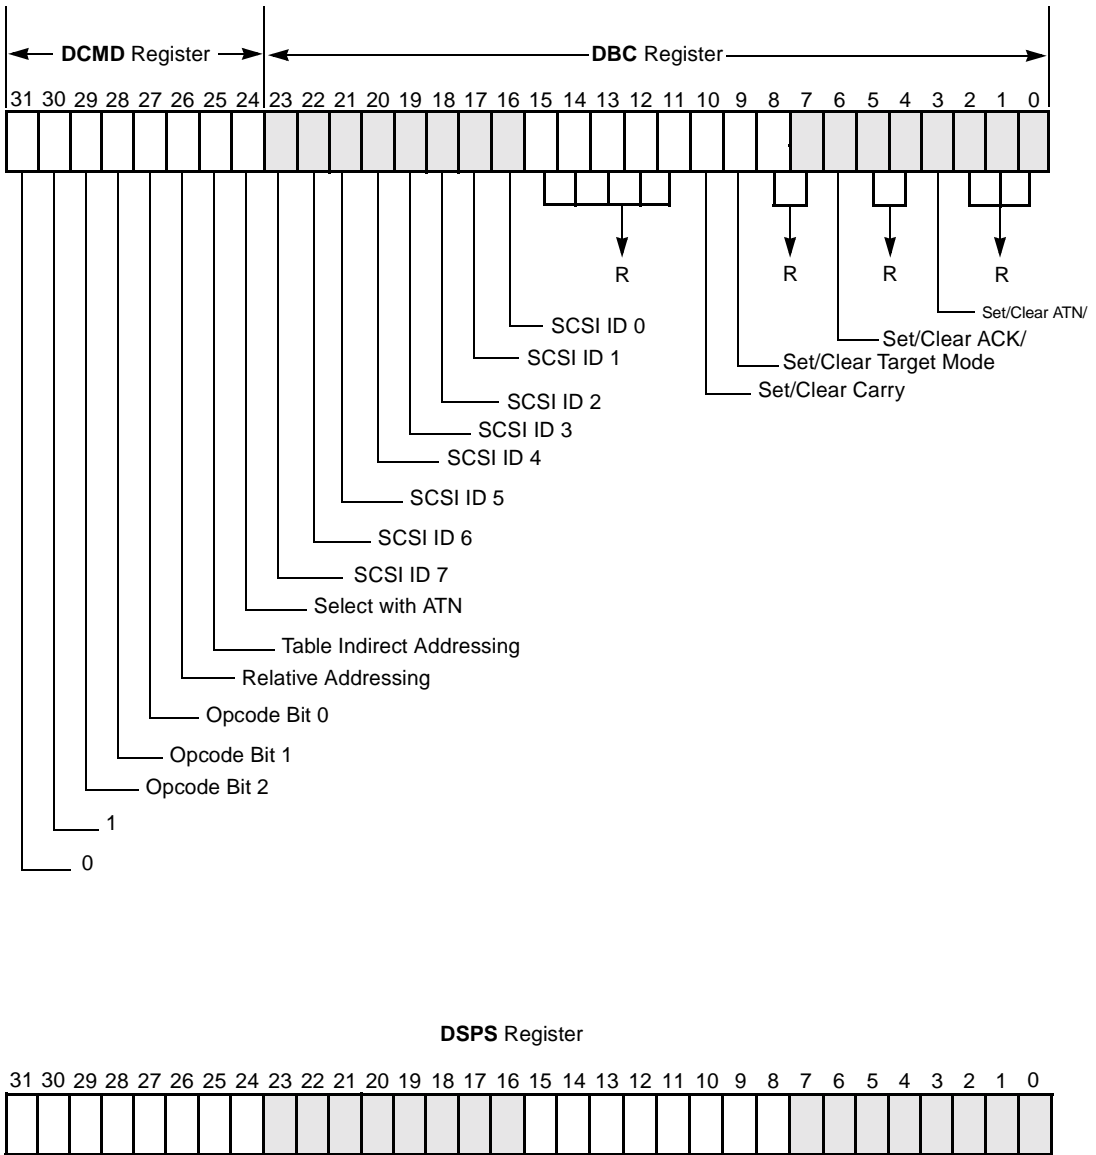 DCMD Register DBC Register
31 30 29 28 27 26 25 24 23 22 21 20 19 18 17 16 15 14 13 12 11 10 9 8 7 6 5 4 3 2 1 0
R R R R
Set/Clear ATN/
SCSI ID 0
Set/Clear ACK/
SCSI ID 1
Set/Clear Target Mode
Set/Clear Carry
SCSI ID 2
SCSI ID 3
SCSI ID 4
SCSI ID 5
SCSI ID 6
SCSI ID 7
Select with ATN
Table Indirect Addressing
Relative Addressing
Opcode Bit 0
Opcode Bit 1
Opcode Bit 2
1
0
DSPS Register
31 30 29 28 27 26 25 24 23 22 21 20 19 18 17 16 15 14 13 12 11 10 9 8 7 6 5 4 3 2 1 0